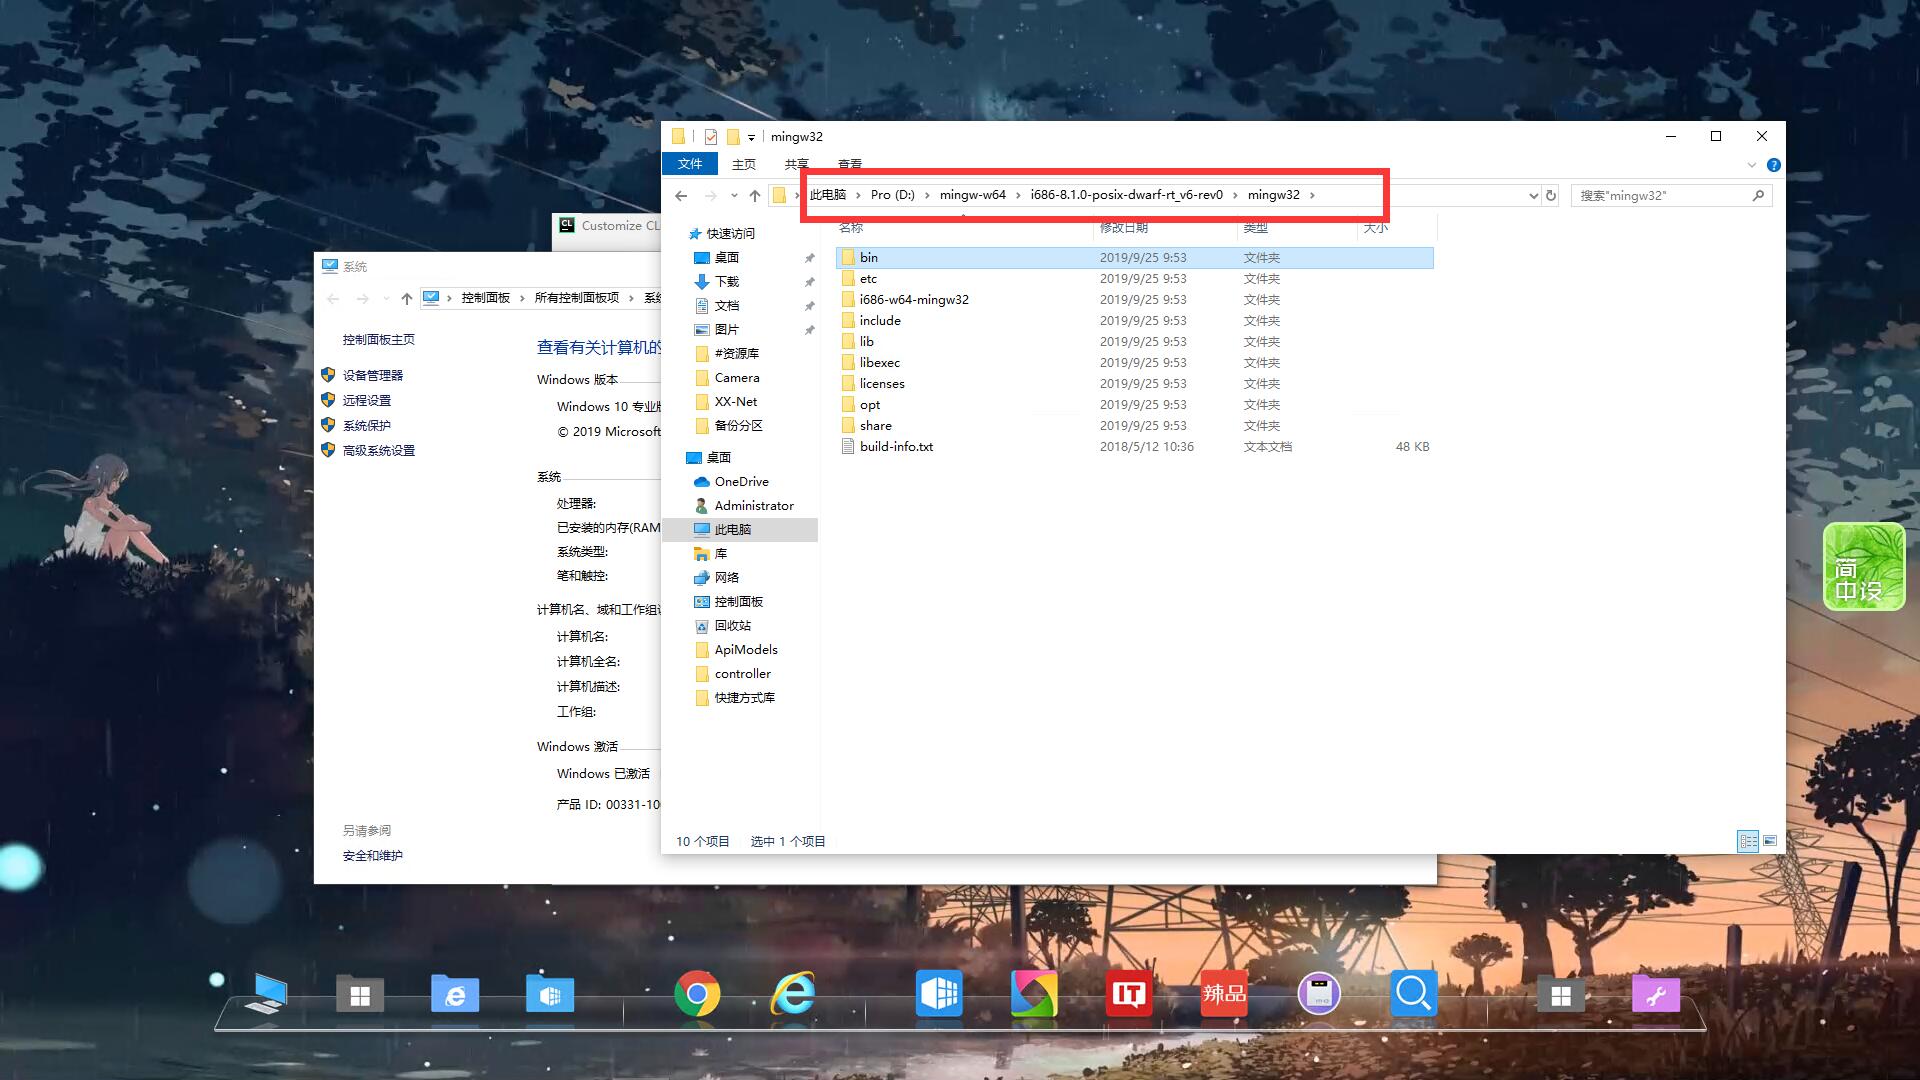 mingw32
文件 主页 共享 查看
此电脑 Pro (D:) mingw-w64 i686-8.1.0-posix-dwarf-rt_v6-rev0 mingw32
搜索"mingw32"
名称 修改日期 类型 大小
快速访问
桌面
下载
文档
图片
#资源库
Camera
XX-Net
备份分区
桌面
OneDrive
Administrator
此电脑
库
网络
控制面板
回收站
ApiModels
controller
快捷方式库
bin 2019/9/25 9:53 文件夹
etc 2019/9/25 9:53 文件夹
i686-w64-mingw32 2019/9/25 9:53 文件夹
include 2019/9/25 9:53 文件夹
lib 2019/9/25 9:53 文件夹
libexec 2019/9/25 9:53 文件夹
licenses 2019/9/25 9:53 文件夹
opt 2019/9/25 9:53 文件夹
share 2019/9/25 9:53 文件夹
build-info.txt 2018/5/12 10:36 文本文档 48 KB
10 个项目 选中 1 个项目
CL Customize CL
系统
控制面板 所有控制面板项 系统
控制面板主页
设备管理器
远程设置
系统保护
高级系统设置
查看有关计算机的
Windows 版本
Windows 10 专业版
© 2019 Microsoft
系统
处理器:
已安装的内存(RAM
系统类型:
笔和触控:
计算机名、域和工作组
计算机名:
计算机全名:
计算机描述:
工作组:
Windows 激活
Windows 已激活
产品 ID: 00331-10
另请参阅
安全和维护
简
中设
IT
辣品